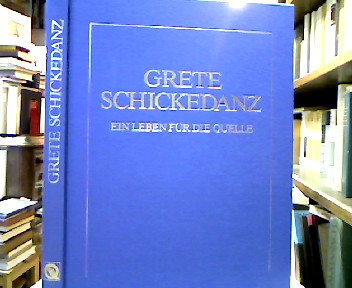 GRETE SCHICKEDANZ
GRETE
SCHICKEDANZ
EIN LEBEN FÜR DIE QUELLE